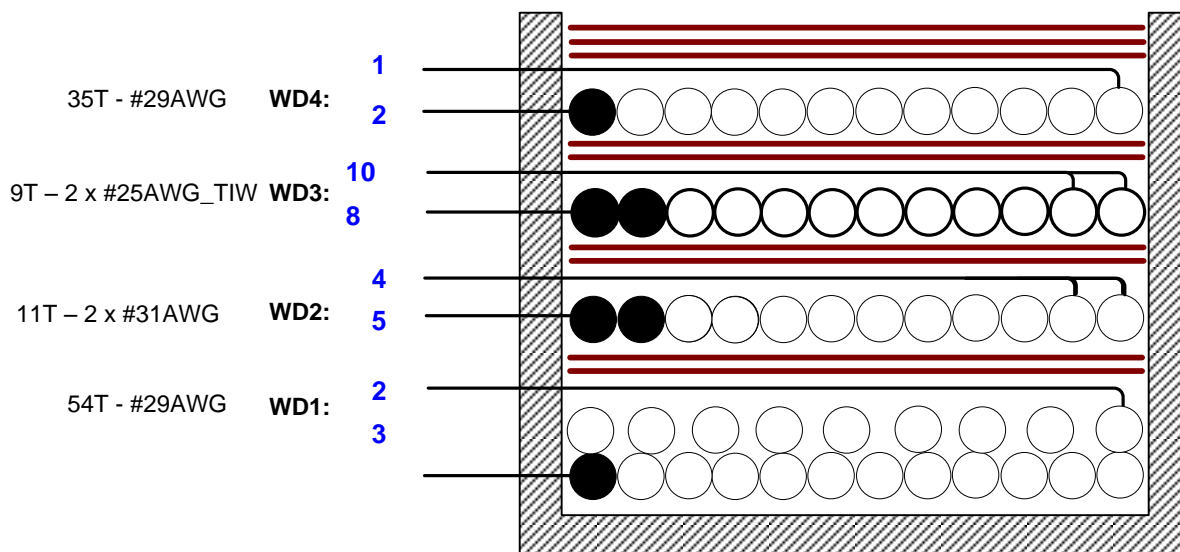 1
35T - #29AWG WD4:
2
10
9T – 2 x #25AWG_TIW WD3:
8
4
11T – 2 x #31AWG WD2:
5
2
54T - #29AWG WD1:
3